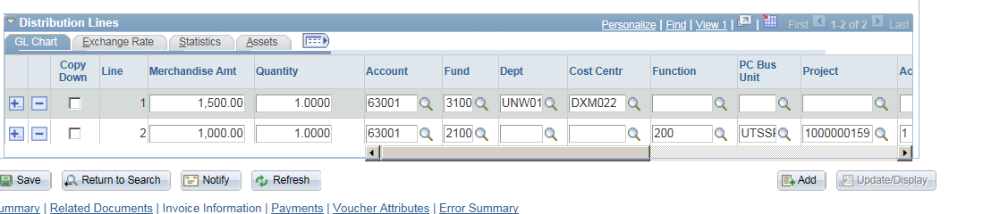 Distribution Lines Personalize | Find | View 1 | | First 1-2 of 2 Last
GL Chart Exchange Rate Statistics Assets
Copy Down Line Merchandise Amt Quantity Account Fund Dept Cost Centr Function PC Bus Unit Project Ac
1 1,500.00 1.0000 63001 3100 UNW01 DXM022
2 1,000.00 1.0000 63001 2100 200 UTSSI 1000000159 1
Save Return to Search Notify Refresh Add Update/Display
ummary | Related Documents | Invoice Information | Payments | Voucher Attributes | Error Summary